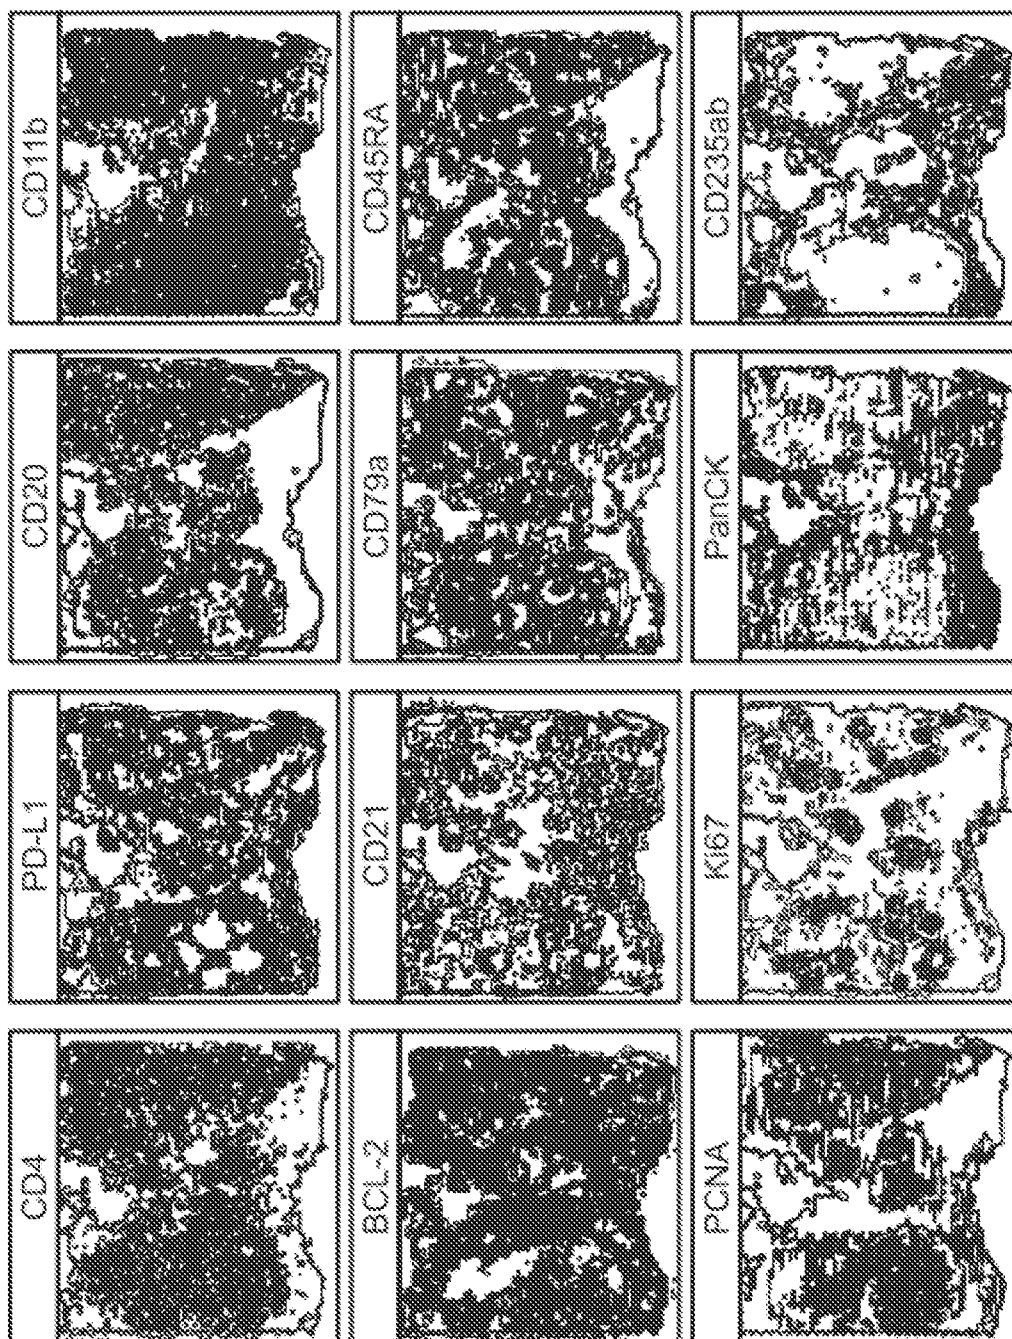 CD4
PD-L1
CD20
CD11b
BCL-2
CD21
CD79a
CD45RA
PCNA
Ki67
PanCK
CD235ab